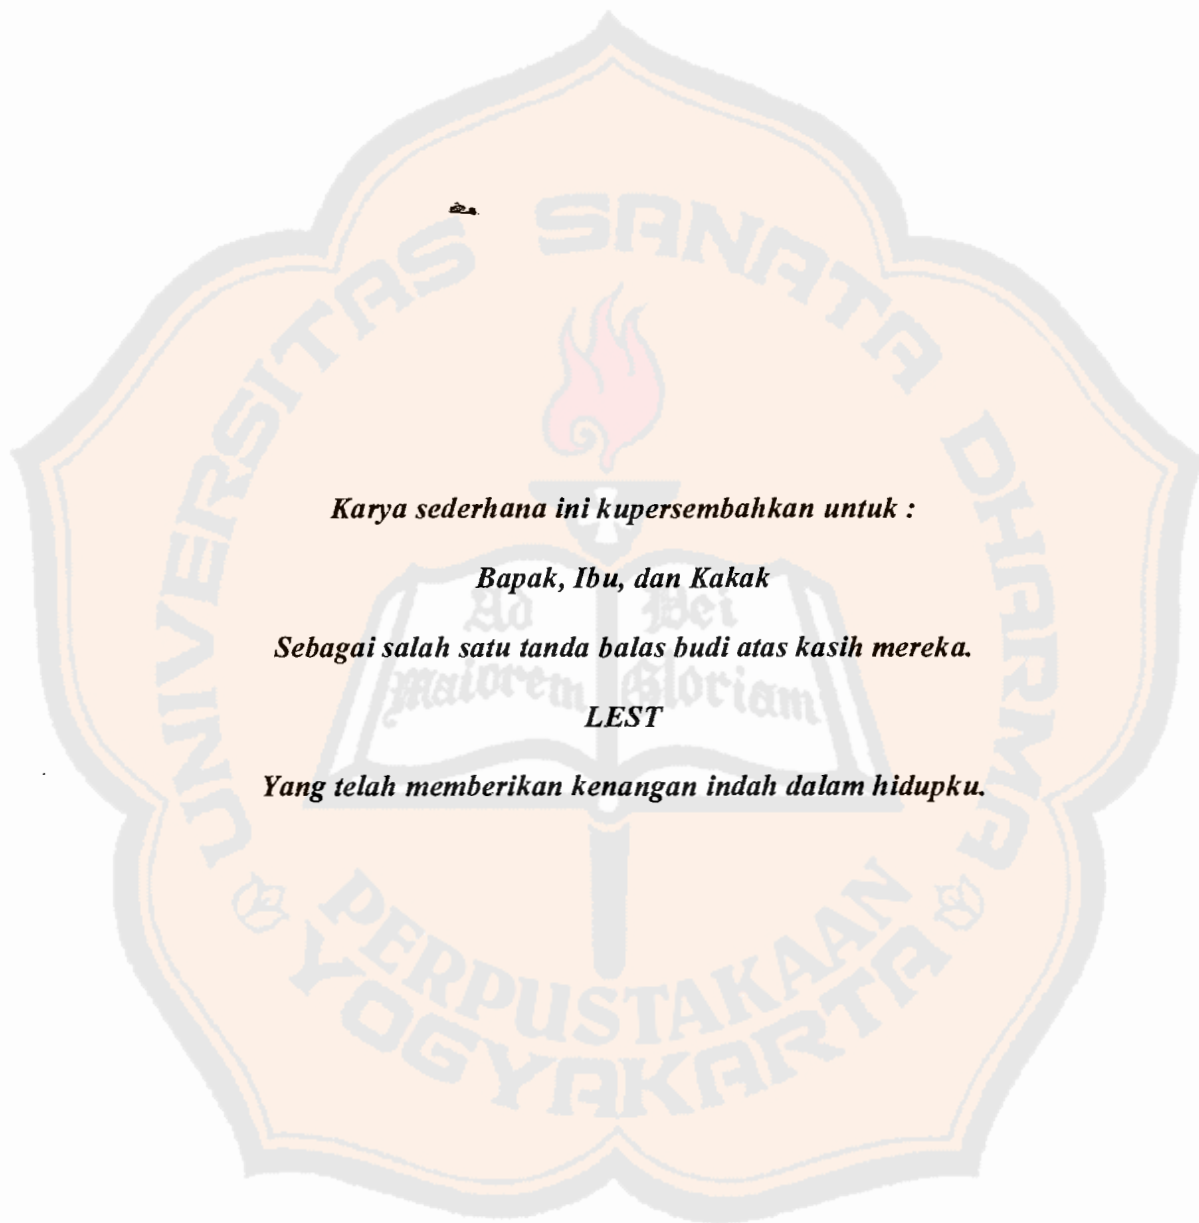 UNIVERSITAS SANATA DHARMA
Karya sederhana ini kupersembahkan untuk :
Bapak, Ibu, dan Kakak
Ad Dei
Sebagai salah satu tanda balas budi atas kasih mereka.
Maiorem Gloriam
LEST
Yang telah memberikan kenangan indah dalam hidupku.
PERPUSTAKAAN
YOGYAKARTA